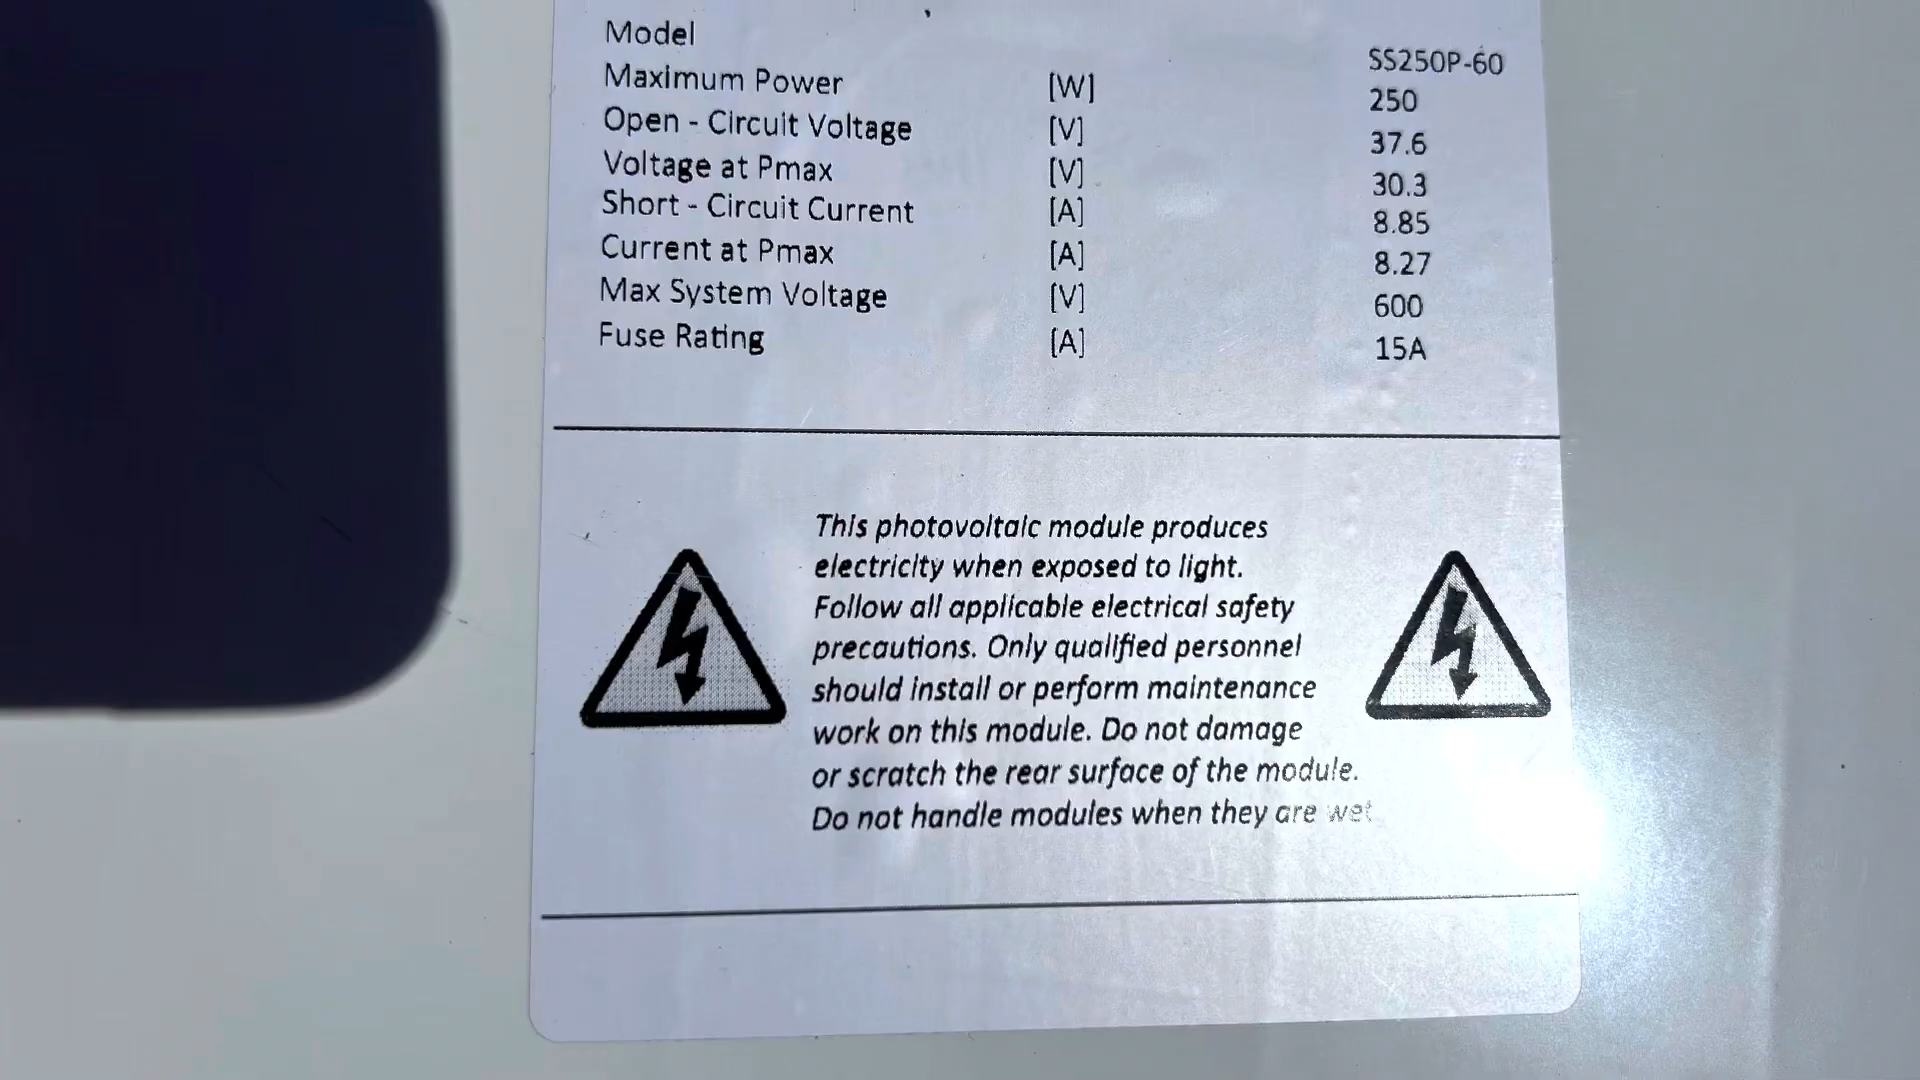 Model SS250P-60
Maximum Power [W] 250
Open - Circuit Voltage [V] 37.6
Voltage at Pmax [V] 30.3
Short - Circuit Current [A] 8.85
Current at Pmax [A] 8.27
Max System Voltage [V] 600
Fuse Rating [A] 15A
This photovoltaic module produces
electricity when exposed to light.
Follow all applicable electrical safety
precautions. Only qualified personnel
should install or perform maintenance
work on this module. Do not damage
or scratch the rear surface of the module.
Do not handle modules when they are wet